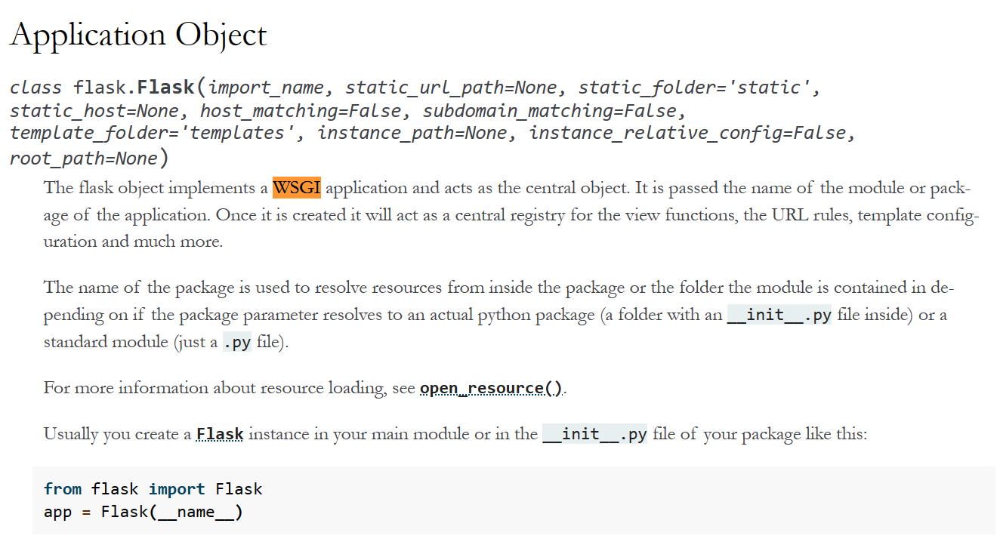 Application Object
class flask.Flask(import_name, static_url_path=None, static_folder='static',
static_host=None, host_matching=False, subdomain_matching=False,
template_folder='templates', instance_path=None, instance_relative_config=False,
root_path=None)
The flask object implements a WSGI application and acts as the central object. It is passed the name of the module or pack-
age of the application. Once it is created it will act as a central registry for the view functions, the URL rules, template config-
uration and much more.
The name of the package is used to resolve resources from inside the package or the folder the module is contained in de-
pending on if the package parameter resolves to an actual python package (a folder with an __init__.py file inside) or a
standard module (just a .py file).
For more information about resource loading, see open_resource().
Usually you create a Flask instance in your main module or in the __init__.py file of your package like this:
from flask import Flask
app = Flask(__name__)